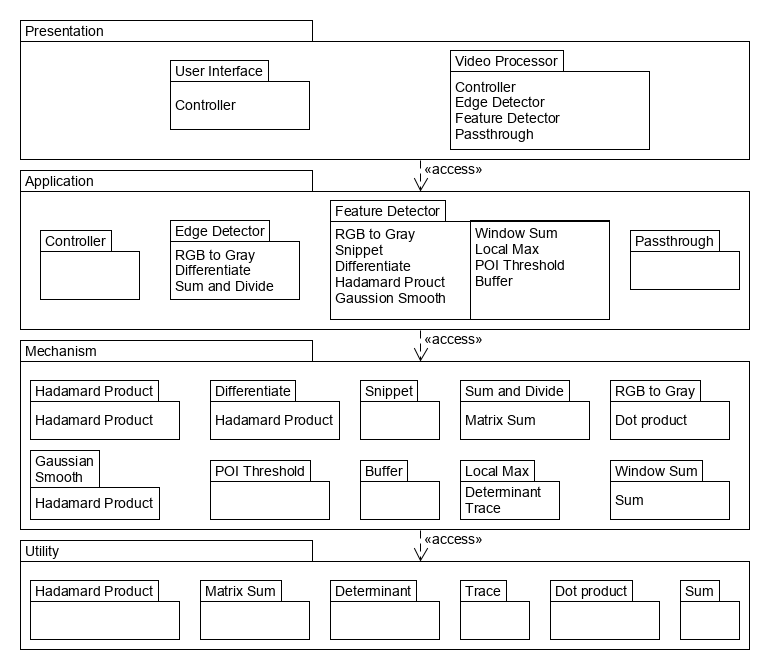 Presentation
User Interface
Controller
Video Processor
Controller
Edge Detector
Feature Detector
Passthrough
«access»
Application
Controller
Edge Detector
RGB to Gray
Differentiate
Sum and Divide
Feature Detector
RGB to Gray
Snippet
Differentiate
Hadamard Prouct
Gaussion Smooth
Window Sum
Local Max
POI Threshold
Buffer
Passthrough
«access»
Mechanism
Hadamard Product
Hadamard Product
Differentiate
Hadamard Product
Snippet
Sum and Divide
Matrix Sum
RGB to Gray
Dot product
Gaussian
Smooth
Hadamard Product
POI Threshold
Buffer
Local Max
Determinant
Trace
Window Sum
Sum
«access»
Utility
Hadamard Product
Matrix Sum
Determinant
Trace
Dot product
Sum